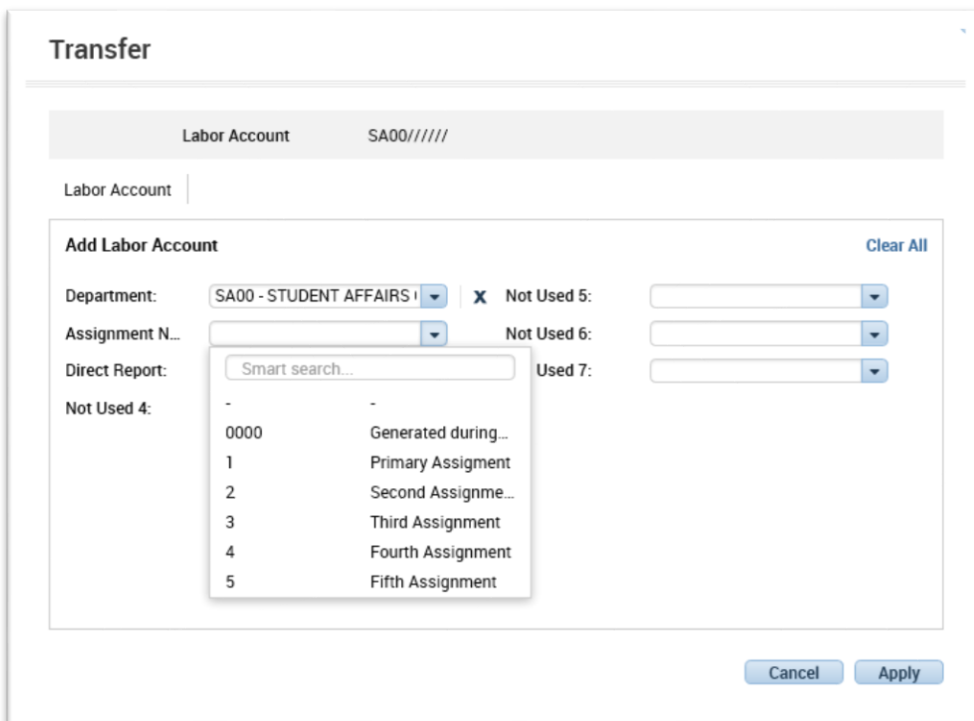 Transfer
Labor Account SA00//////
Labor Account
Add Labor Account Clear All
Department: SA00 - STUDENT AFFAIRS x Not Used 5:
Assignment N... Not Used 6:
Direct Report: Smart search... Used 7:
Not Used 4: - -
0000 Generated during...
1 Primary Assigment
2 Second Assignme...
3 Third Assignment
4 Fourth Assignment
5 Fifth Assignment
Cancel Apply